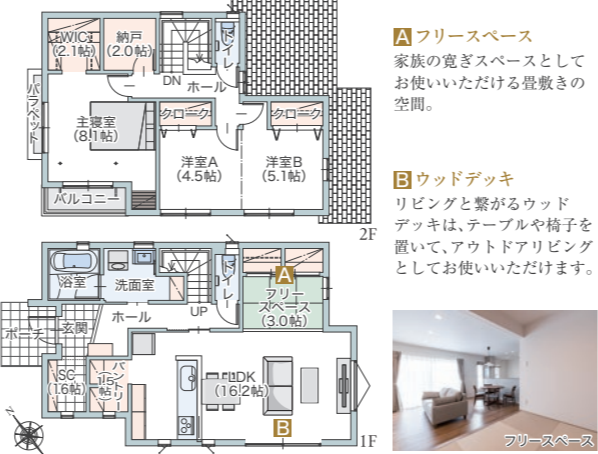 WIC
(2.1帖)
納戸
(2.0帖)
トイレ
DN
ホール
パラペット
主寝室
(8.1帖)
クローク
クローク
洋室A
(4.5帖)
洋室B
(5.1帖)
バルコニー
2F
浴室
洗面室
トイレ
A
フリー
スペース
(3.0帖)
UP
ホール
玄関
ポーチ
SC
(1.6帖)
パントリー
(1.5帖)
LDK
(16.2帖)
B
1F
N
A フリースペース
家族の寛ぎスペースとして
お使いいただける畳敷きの
空間。
B ウッドデッキ
リビングと繋がるウッド
デッキは、テーブルや椅子を
置いて、アウトドアリビング
としてお使いいただけます。
フリースペース